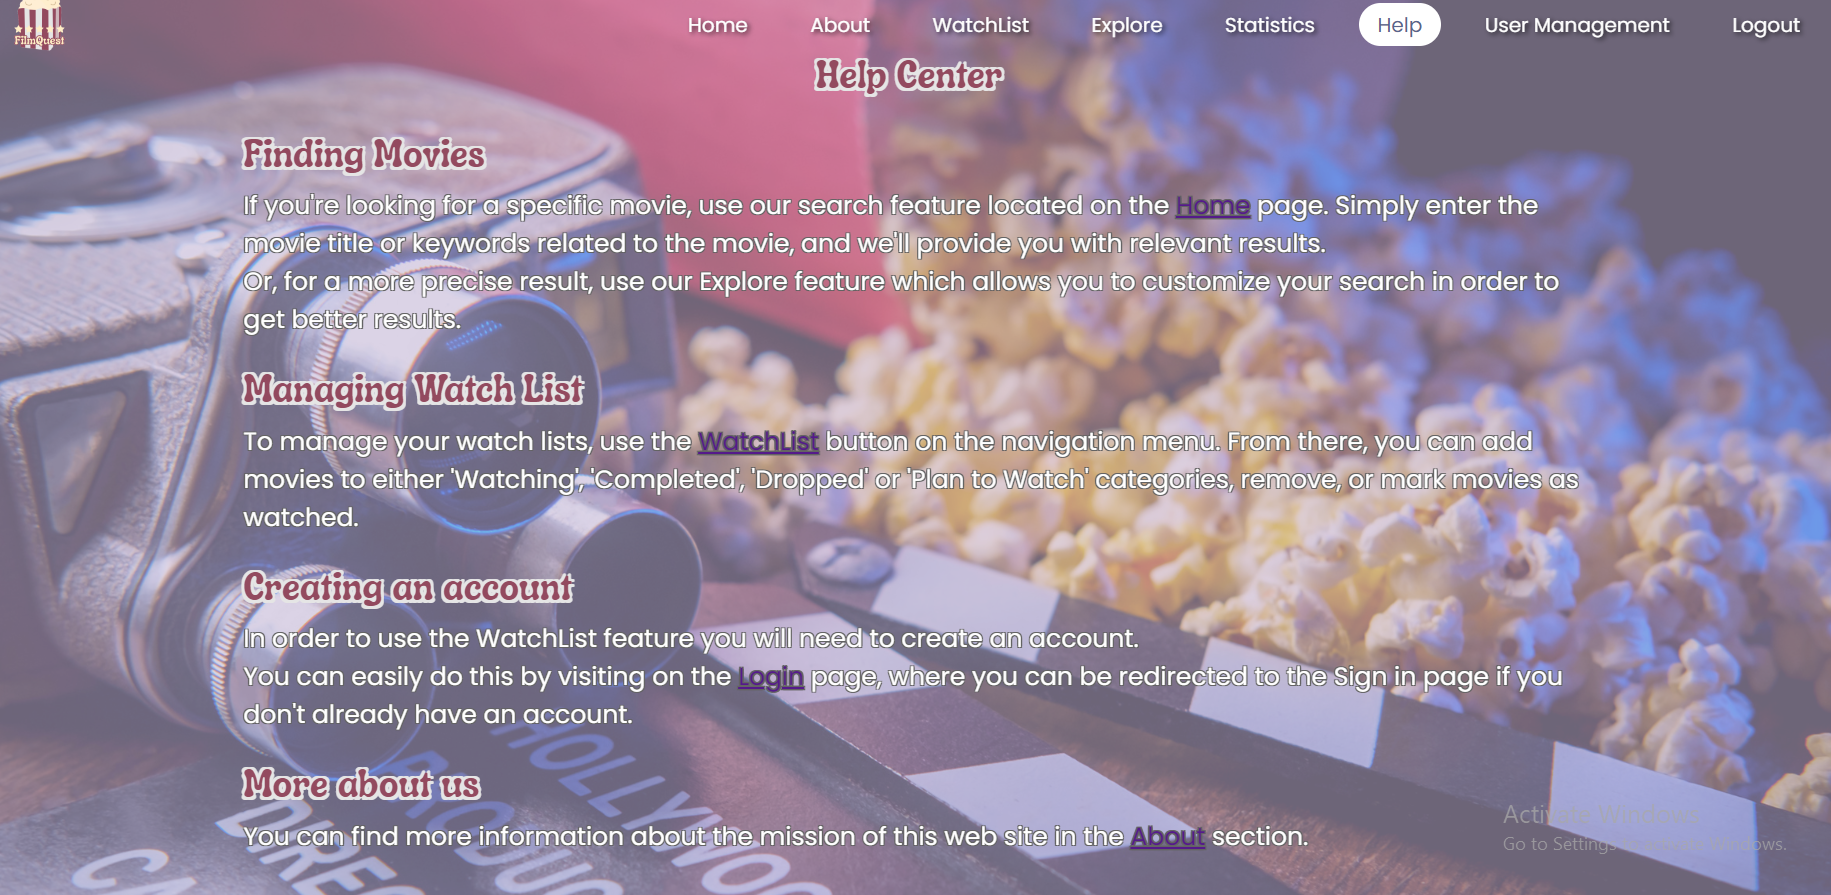 FilmQuest
Home About WatchList Explore Statistics Help User Management Logout
Help Center
Finding Movies
If you're looking for a specific movie, use our search feature located on the Home page. Simply enter the
movie title or keywords related to the movie, and we'll provide you with relevant results.
Or, for a more precise result, use our Explore feature which allows you to customize your search in order to
get better results.
Managing Watch List
To manage your watch lists, use the WatchList button on the navigation menu. From there, you can add
movies to either 'Watching', 'Completed', 'Dropped' or 'Plan to Watch' categories, remove, or mark movies as
watched.
Creating an account
In order to use the WatchList feature you will need to create an account.
You can easily do this by visiting on the Login page, where you can be redirected to the Sign in page if you
don't already have an account.
More about us
You can find more information about the mission of this web site in the About section.
Activate Windows
Go to Settings to activate Windows.
HOLLYWOOD